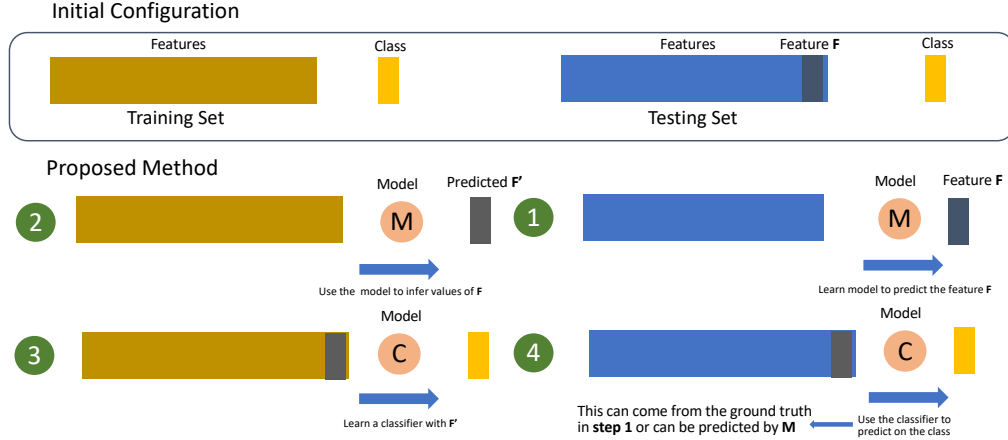 Initial Configuration
Features
Class
Features
Feature F
Class
Training Set
Testing Set
Proposed Method
Model
Predicted F’
Model
Feature F
2
M
1
M
Use the model to infer values of F
Learn model to predict the feature F
Model
Model
3
C
4
C
Learn a classifier with F’
This can come from the ground truth
in step 1 or can be predicted by M
Use the classifier to
predict on the class